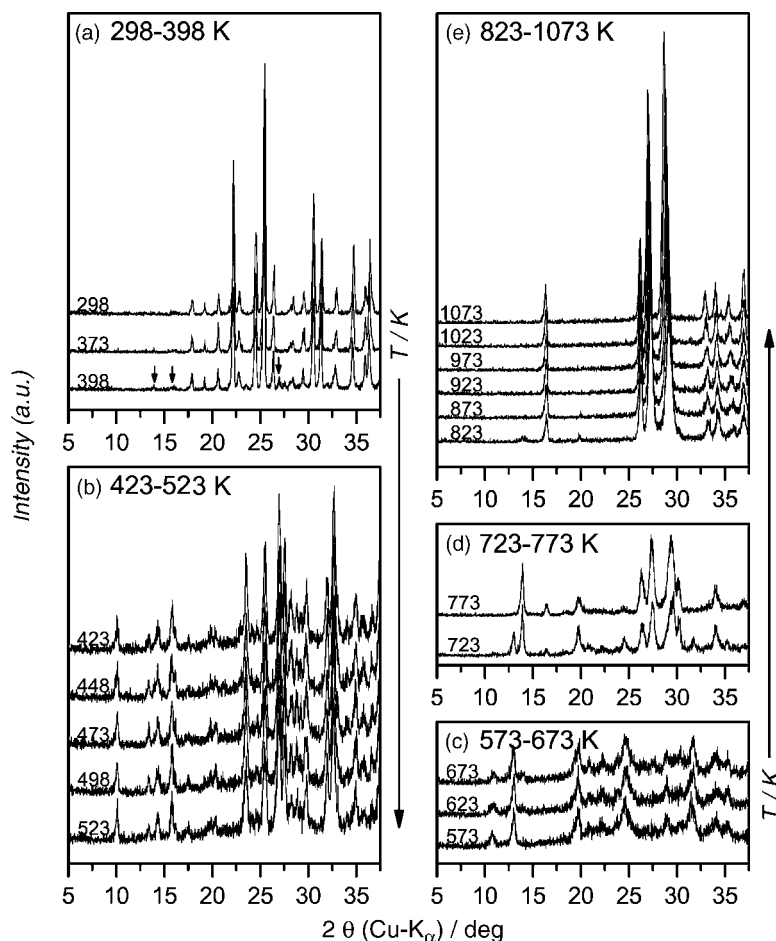 (a) 298-398 K
298
373
398
5 10 15 20 25 30 35
(b) 423-523 K
423
448
473
498
523
5 10 15 20 25 30 35
Intensity (a.u.)
T / K
(e) 823-1073 K
1073
1023
973
923
873
823
5 10 15 20 25 30 35
(d) 723-773 K
773
723
5 10 15 20 25 30 35
(c) 573-673 K
673
623
573
5 10 15 20 25 30 35
T / K
2 θ (Cu-Kα) / deg